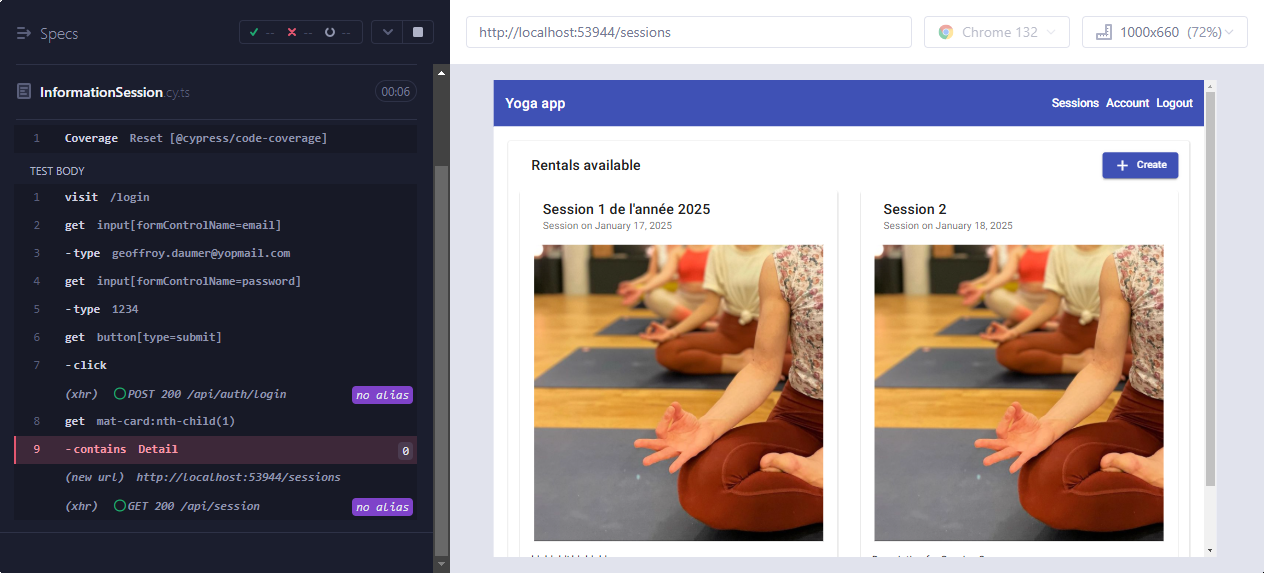 Specs
-- -- --
InformationSession.cy.ts 00:06
1 Coverage Reset [@cypress/code-coverage]
TEST BODY
1 visit /login
2 get input[formControlName=email]
3 -type geoffroy.daumer@yopmail.com
4 get input[formControlName=password]
5 -type 1234
6 get button[type=submit]
7 -click
(xhr) POST 200 /api/auth/login no alias
8 get mat-card:nth-child(1)
9 -contains Detail 0
(new url) http://localhost:53944/sessions
(xhr) GET 200 /api/session no alias
http://localhost:53944/sessions
Chrome 132
1000x660 (72%)
Yoga app
Sessions Account Logout
Rentals available
Create
Session 1 de l'année 2025
Session on January 17, 2025
Session 2
Session on January 18, 2025